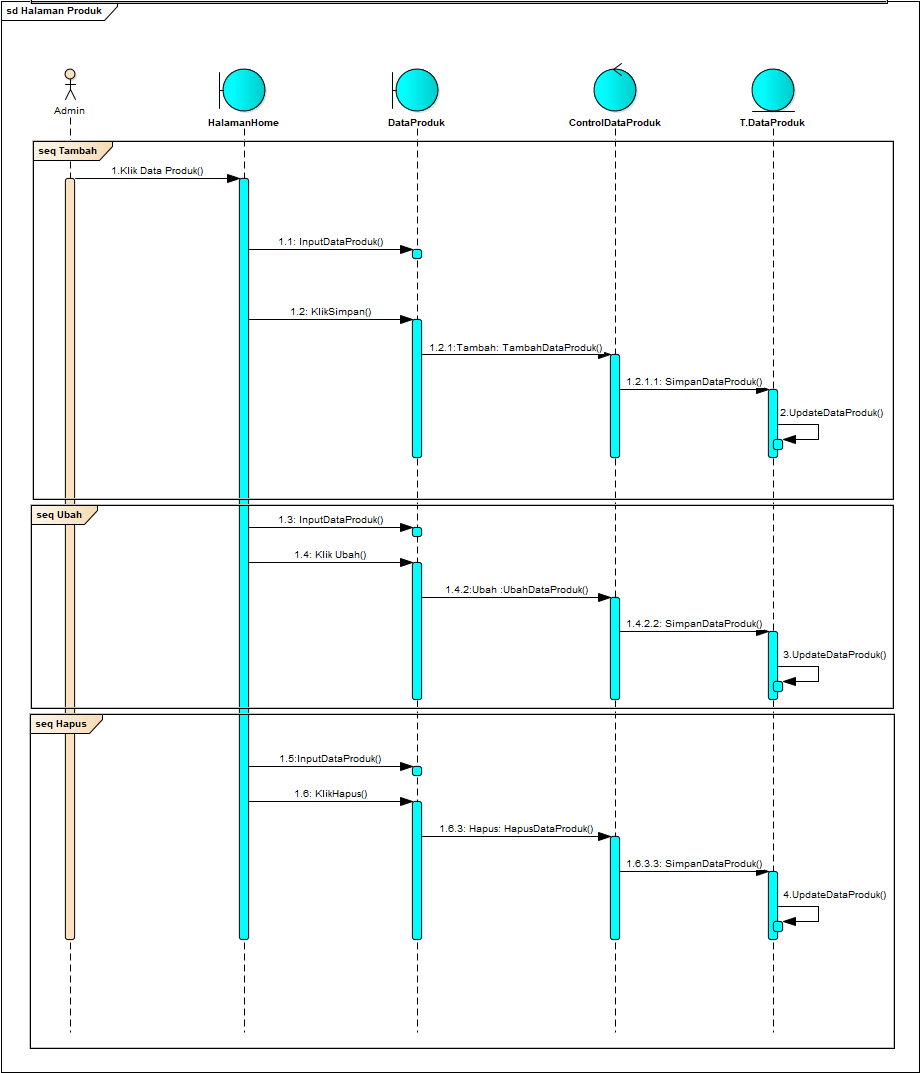 sd Halaman Produk
Admin
HalamanHome
DataProduk
ControlDataProduk
T.DataProduk
seq Tambah
1.Klik Data Produk()
1.1: InputDataProduk()
1.2: KlikSimpan()
1.2.1:Tambah: TambahDataProduk()
1.2.1.1: SimpanDataProduk()
2.UpdateDataProduk()
seq Ubah
1.3: InputDataProduk()
1.4: Klik Ubah()
1.4.2:Ubah :UbahDataProduk()
1.4.2.2: SimpanDataProduk()
3.UpdateDataProduk()
seq Hapus
1.5:InputDataProduk()
1.6: KlikHapus()
1.6.3: Hapus: HapusDataProduk()
1.6.3.3: SimpanDataProduk()
4.UpdateDataProduk()